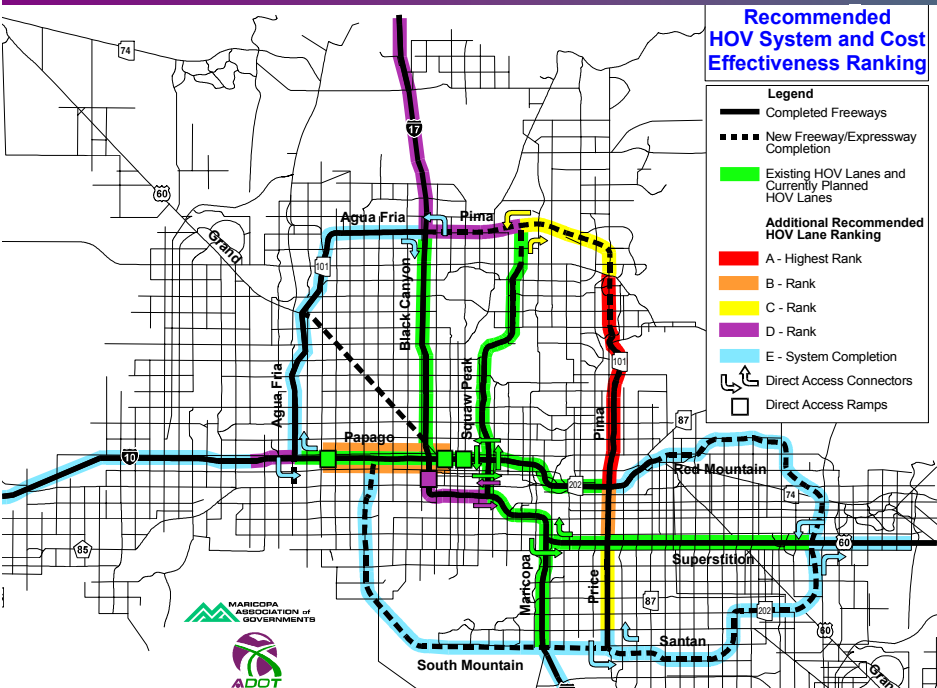 Recommended
HOV System and Cost
Effectiveness Ranking
Legend
Completed Freeways
New Freeway/Expressway
Completion
Existing HOV Lanes and
Currently Planned
HOV Lanes
Additional Recommended
HOV Lane Ranking
A - Highest Rank
B - Rank
C - Rank
D - Rank
E - System Completion
Direct Access Connectors
Direct Access Ramps
74
17
60
Grand
Agua Fria
Pima
101
Black Canyon
Squaw Peak
Agua Fria
Pima
101
87
Papago
10
202
Red Mountain
74
85
60
Superstition
Maricopa
Price
87
202
60
Santan
South Mountain
Gran
MARICOPA
ASSOCIATION of
GOVERNMENTS
ADOT